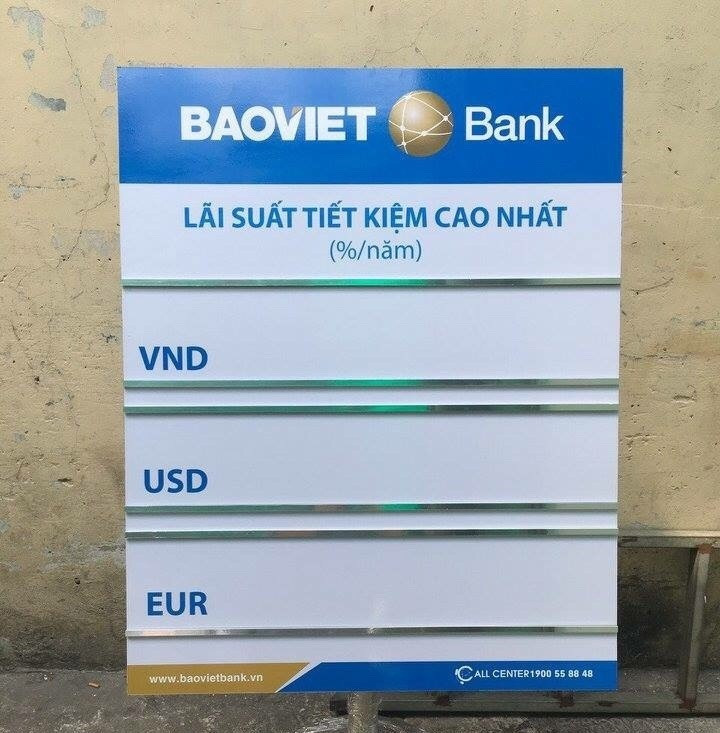 BAOVIET Bank
LÃI SUẤT TIẾT KIỆM CAO NHẤT
(%/năm)
VND
USD
EUR
www.baovietbank.vn
CALL CENTER 1900 55 88 48